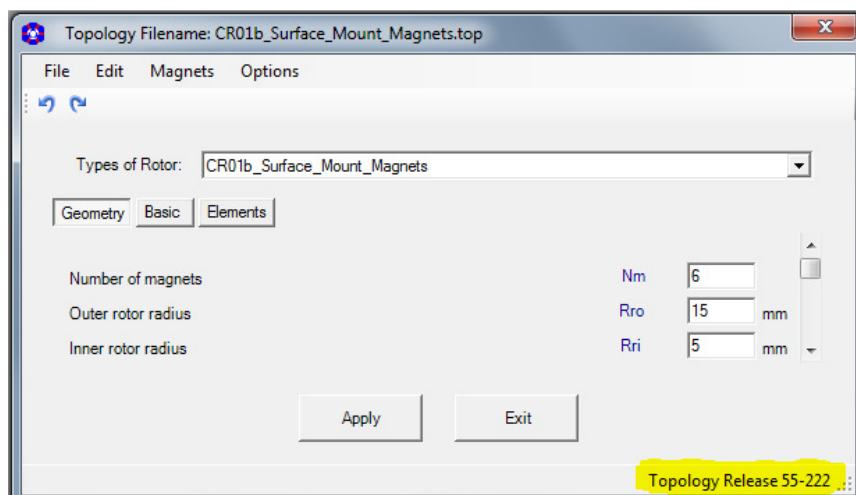 Topology Filename: CR01b_Surface_Mount_Magnets.top
File Edit Magnets Options
Types of Rotor: CR01b_Surface_Mount_Magnets
Geometry Basic Elements
Number of magnets Nm 6
Outer rotor radius Rro 15 mm
Inner rotor radius Rri 5 mm
Apply Exit
Topology Release 55-222